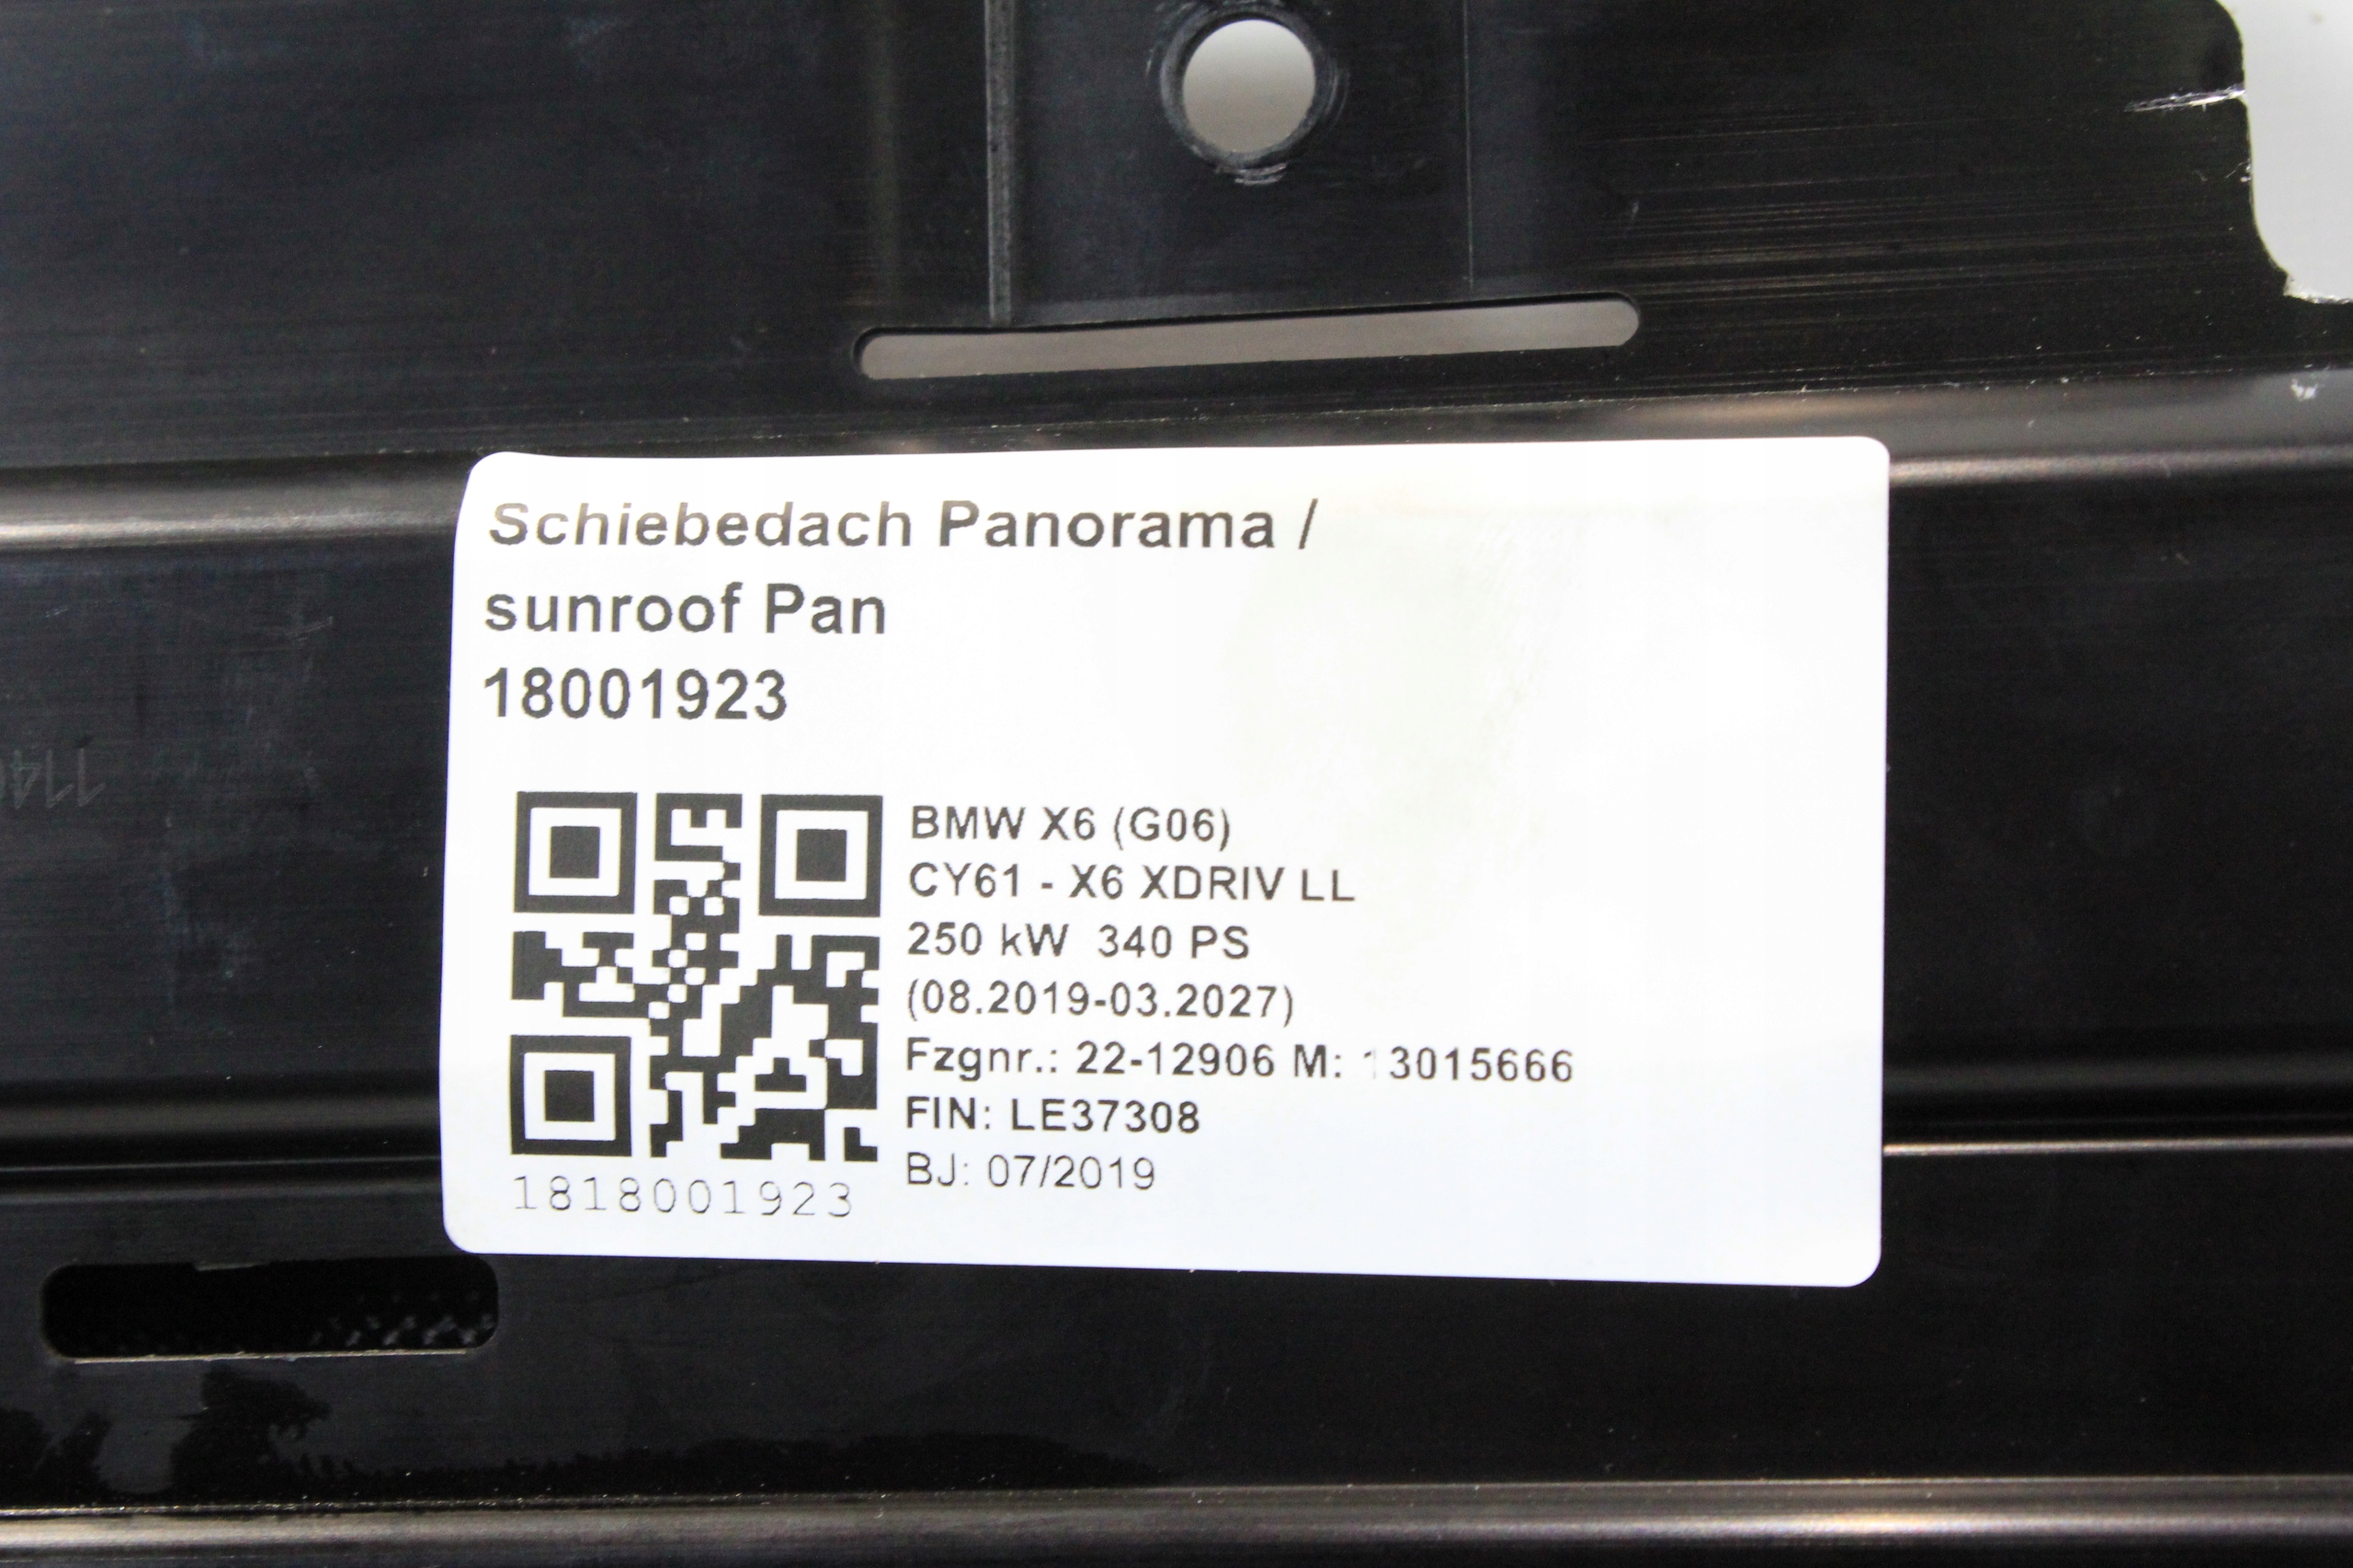 Schiebedach Panorama /
sunroof Pan
18001923
BMW X6 (G06)
CY61 - X6 XDRIV LL
250 kW 340 PS
(08.2019-03.2027)
Fzgnr.: 22-12906 M: 13015666
FIN: LE37308
BJ: 07/2019
1818001923